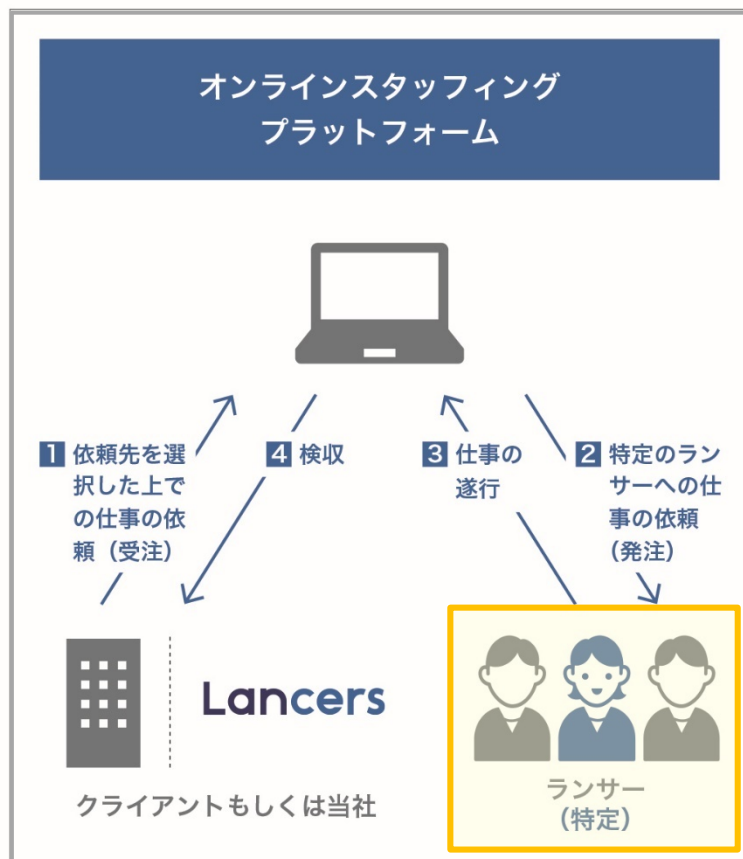 オンラインスタッフィング
プラットフォーム
1 依頼先を選
択した上で
の仕事の依
頼（受注）
4 検収
3 仕事の
遂行
2 特定のラン
サーへの仕
事の依頼
（発注）
Lancers
クライアントもしくは当社
ランサー
（特定）